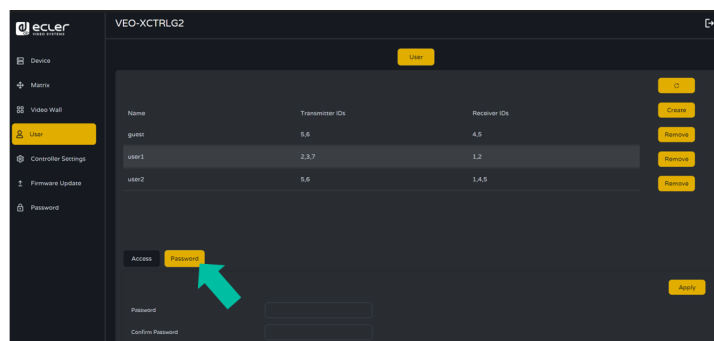 ecler
VIDEO SYSTEMS
VEO-XCTRLG2
Device
Matrix
Video Wall
User
Controller Settings
Firmware Update
Password
User
Name Transmitter IDs Receiver IDs Create
guest 5,6 4,5 Remove
user1 2,3,7 1,2 Remove
user2 5,6 1,4,5 Remove
Access Password
Apply
Password
Confirm Password